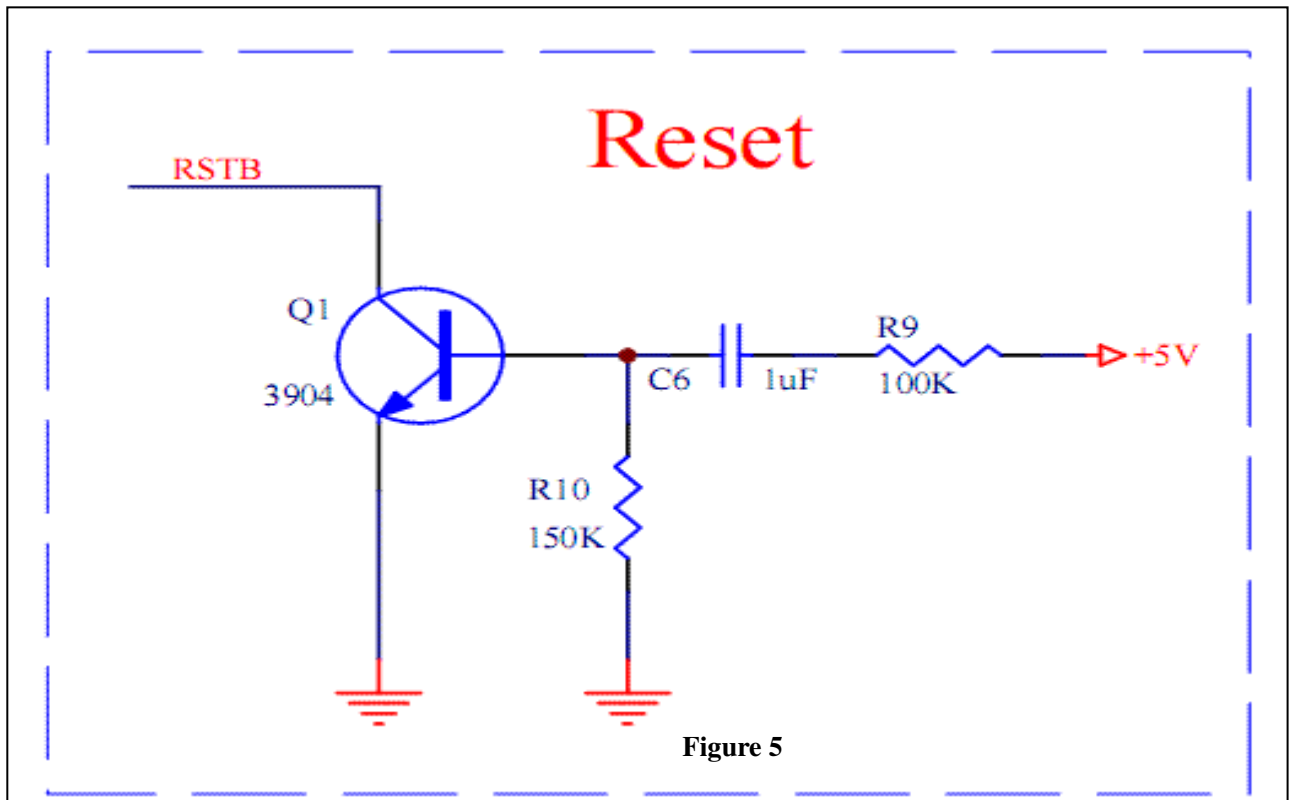 Reset
RSTB
Q1
3904
C6
1uF
R9
100K
+5V
R10
150K
Figure 5